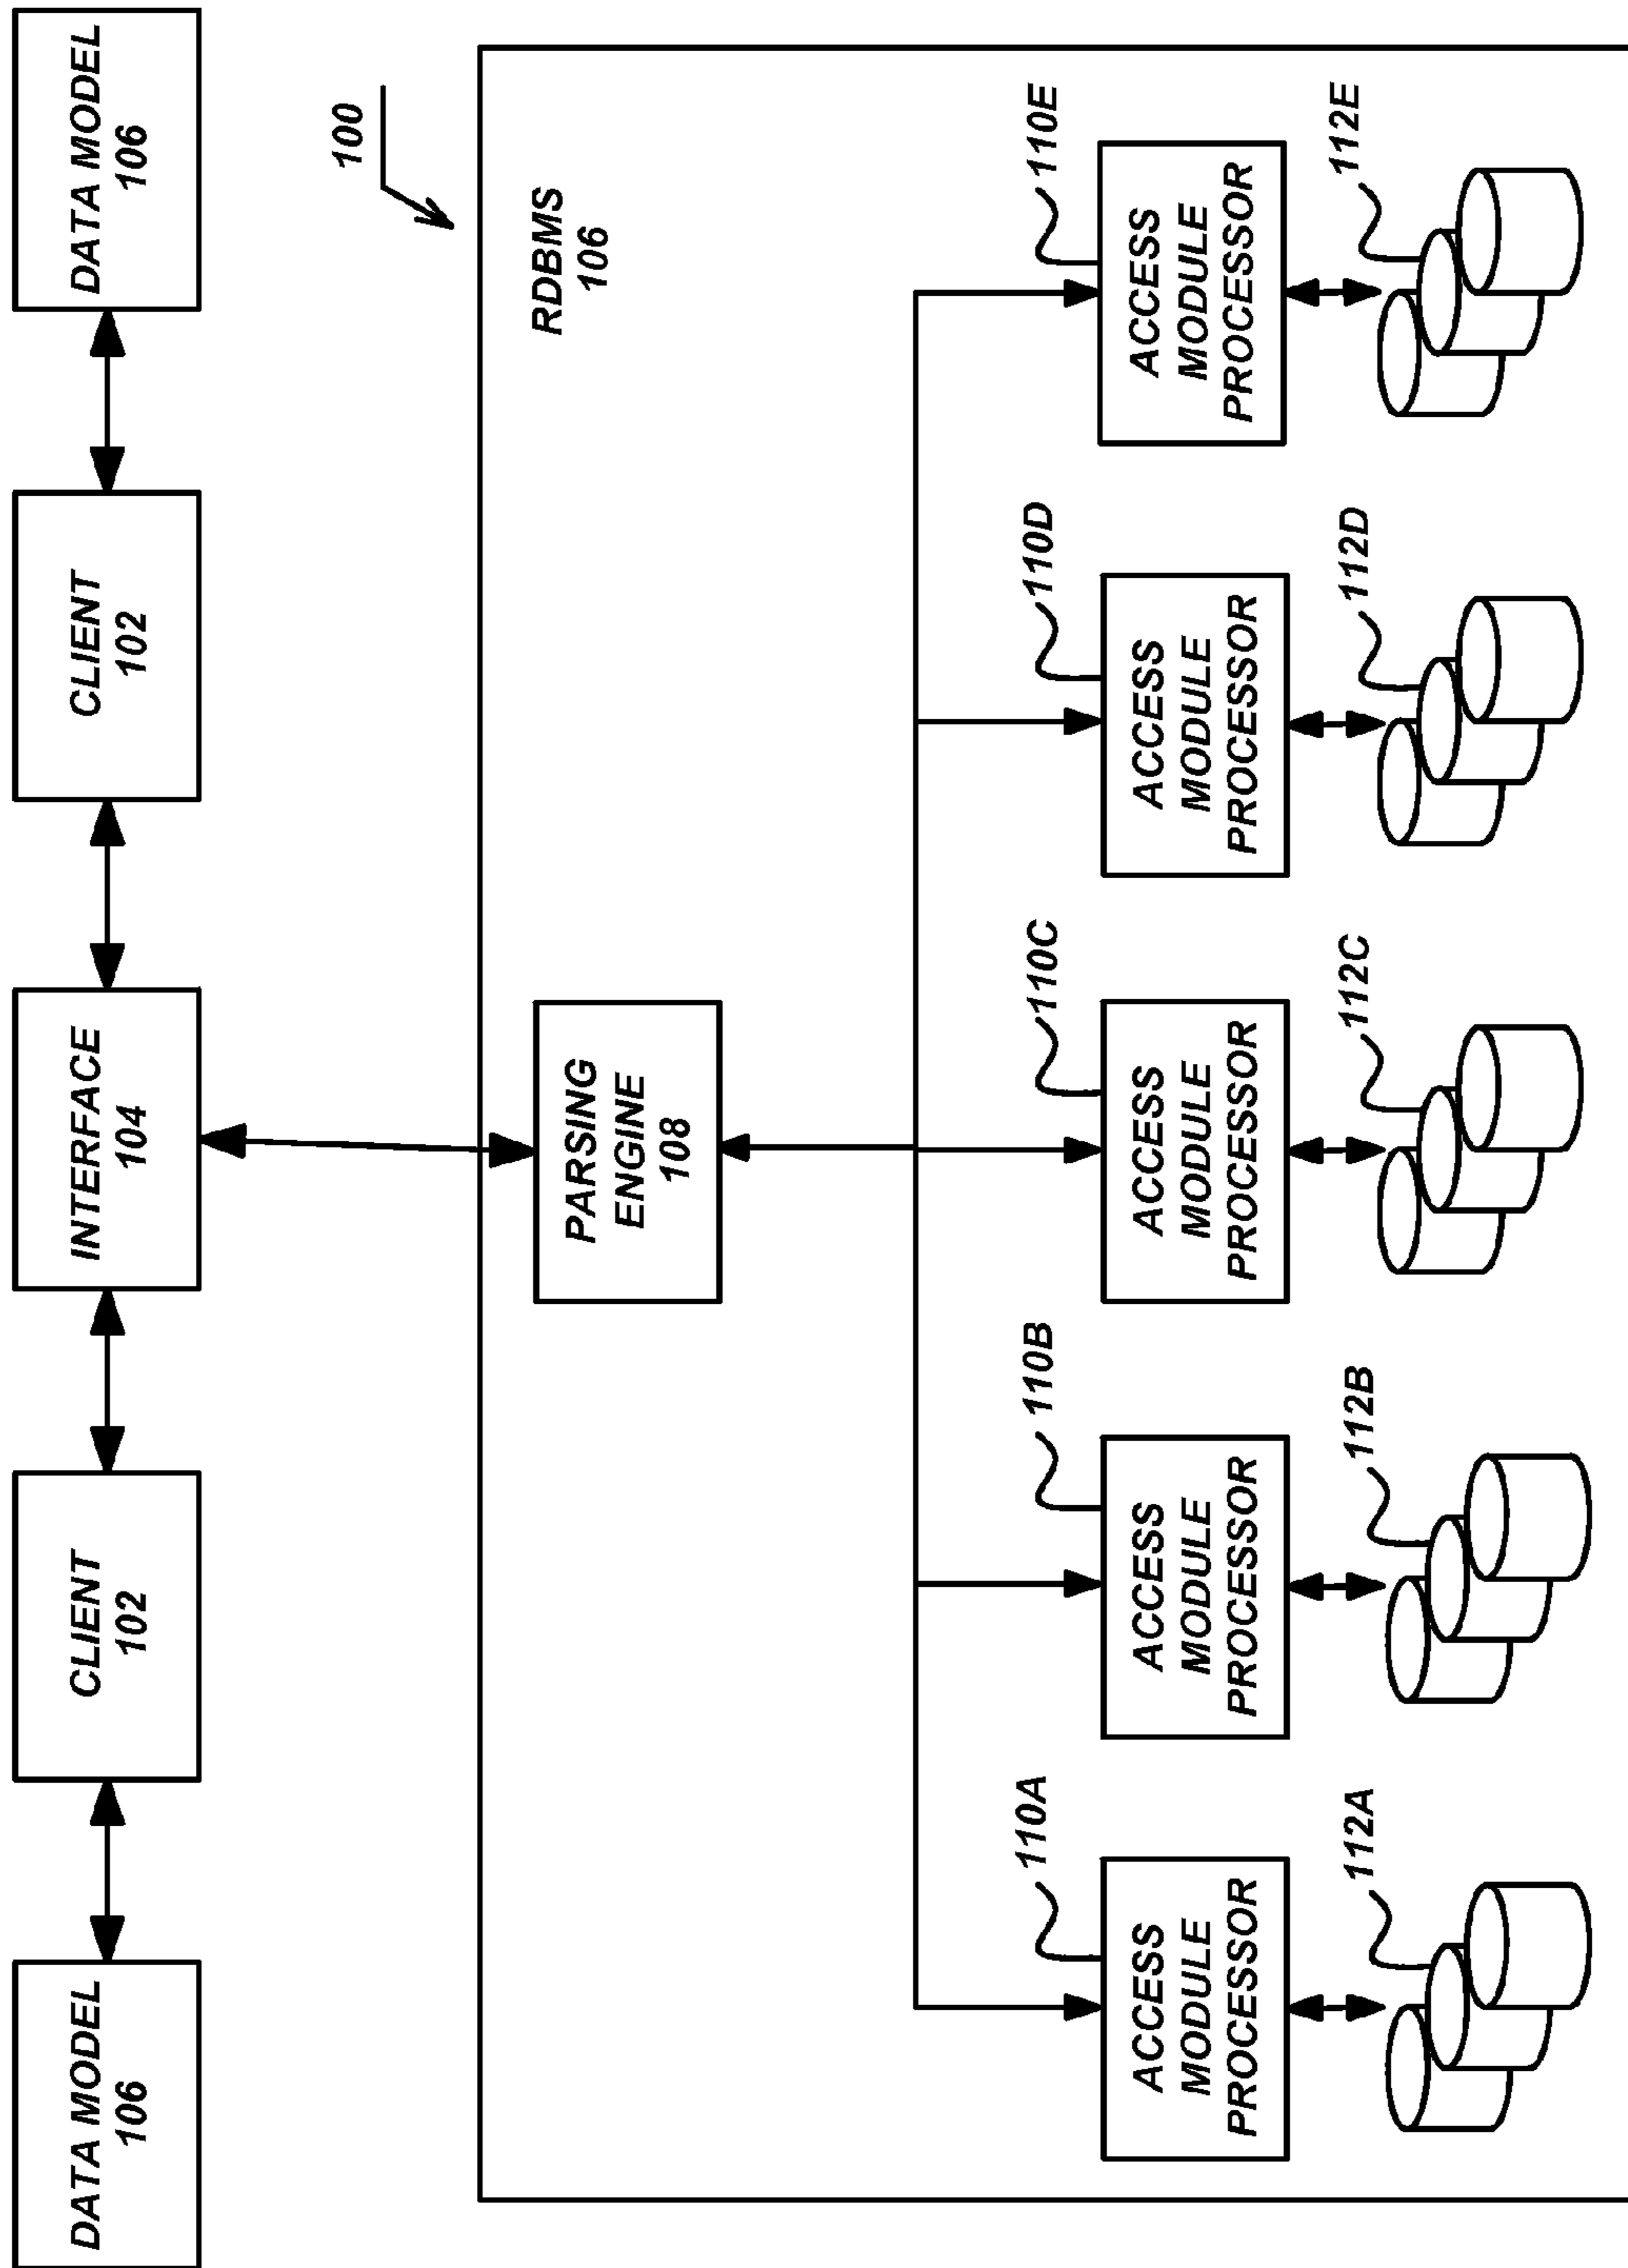 DATA MODEL
106
CLIENT
102
INTERFACE
104
CLIENT
102
DATA MODEL
106
100
RDBMS
106
PARSING
ENGINE
108
110A
110B
110C
110D
110E
ACCESS
MODULE
PROCESSOR
ACCESS
MODULE
PROCESSOR
ACCESS
MODULE
PROCESSOR
ACCESS
MODULE
PROCESSOR
ACCESS
MODULE
PROCESSOR
112A
112B
112C
112D
112E